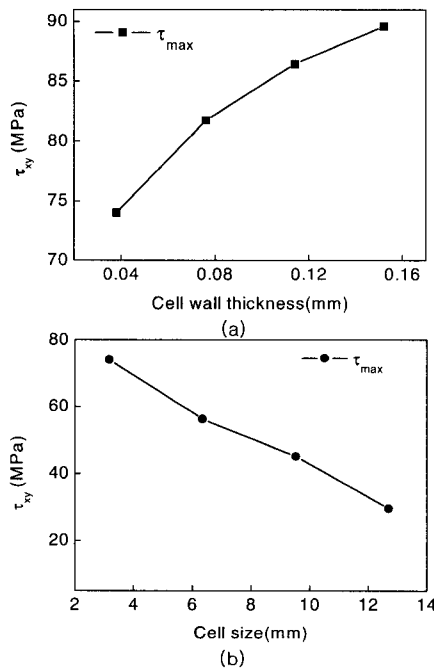 90
85
80
75
70
τxy (MPa)
τmax
0.04 0.08 0.12 0.16
Cell wall thickness(mm)
(a)
80
60
40
20
τxy (MPa)
τmax
2 4 6 8 10 12 14
Cell size(mm)
(b)